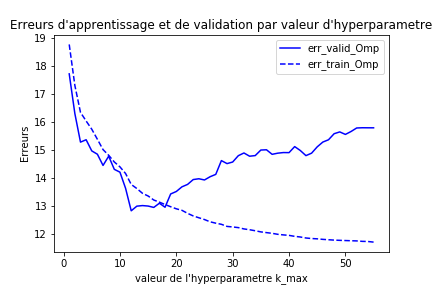 Erreurs d'apprentissage et de validation par valeur d'hyperparametre
err_valid_Omp
err_train_Omp
Erreurs
19
18
17
16
15
14
13
12
0 10 20 30 40 50
valeur de l'hyperparametre k_max